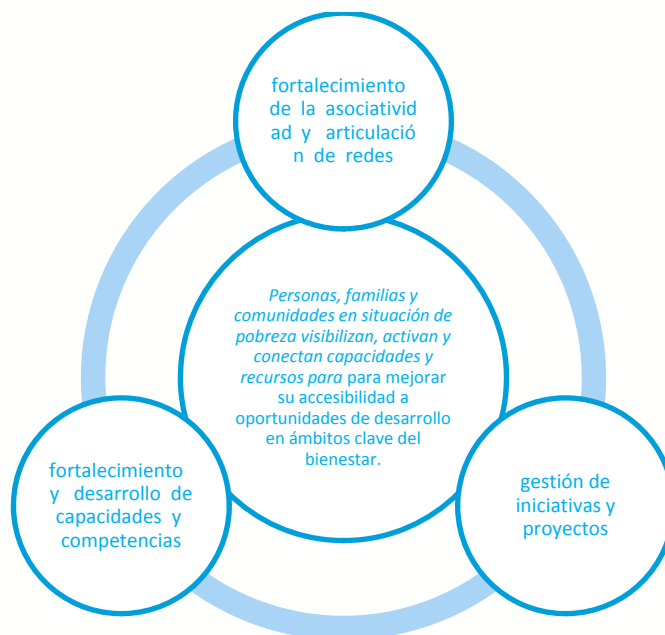 fortalecimiento
de la asociativid
ad y articulació
n de redes
Personas, familias y
comunidades en situación de
pobreza visibilizan, activan y
conectan capacidades y
recursos para para mejorar
su accesibilidad a
oportunidades de desarrollo
en ámbitos clave del
bienestar.
fortalecimiento
y desarrollo de
capacidades y
competencias
gestión de
iniciativas y
proyectos